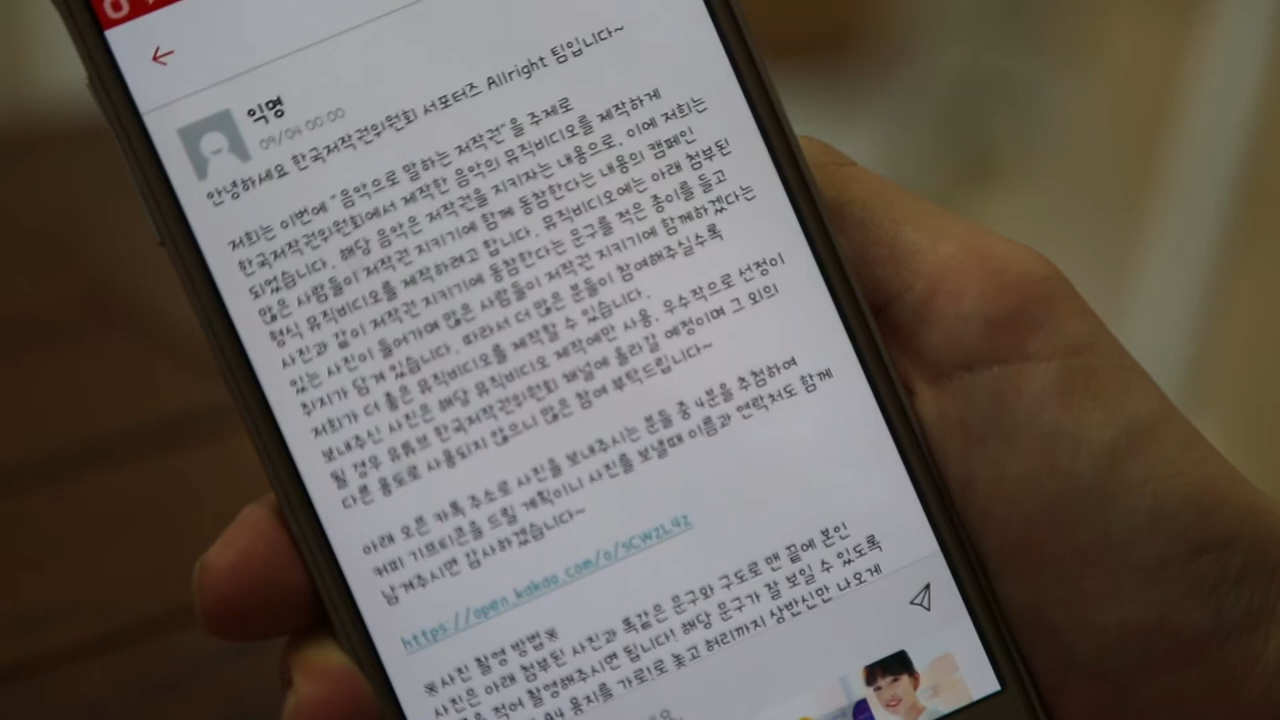 익명
09/04 00:00
안녕하세요 한국저작권위원회 서포터즈 Allright 팀입니다~
저희는 이번에 "음악으로 말하는 저작권"을 주제로
한국저작권위원회에서 제작한 음악의 뮤직비디오를 제작하게
되었습니다. 해당 음악은 저작권을 지키자는 내용으로, 이에 저희는
많은 사람들이 저작권 지키기에 함께 동참한다는 내용의 캠페인
형식 뮤직비디오를 제작하려고 합니다. 뮤직비디오에는 아래 첨부된
사진과 같이 저작권 지키기에 동참한다는 문구를 적은 종이를 들고
있는 사진이 들어가며 많은 사람들이 저작권 지키기에 함께하겠다는
취지가 담겨 있습니다. 따라서 더 많은 분들이 참여해주실수록
저희가 더 좋은 뮤직비디오를 제작할 수 있습니다.
보내주신 사진은 해당 뮤직비디오 제작에만 사용, 우수작으로 선정이
될 경우 유튜브 한국저작권위원회 채널에 올라갈 예정이며 그 외의
다른 용도로 사용되지 않으니 많은 참여 부탁드립니다~
아래 오픈 카톡 주소로 사진을 보내주시는 분들 중 4분을 추첨하여
커피 기프티콘을 드릴 계획이니 사진을 보낼때 이름과 연락처도 함께
남겨주시면 감사하겠습니다~
https://open.kakao.com/o/sCWzL4z
※사진 촬영 방법※
사진은 아래 첨부된 사진과 똑같은 문구와 구도로 맨 끝에 본인
적어 촬영해주시면 됩니다! 해당 문구가 잘 보일 수 있도록
A4 용지를 가로!로 놓고 허리까지 상반신만 나오게